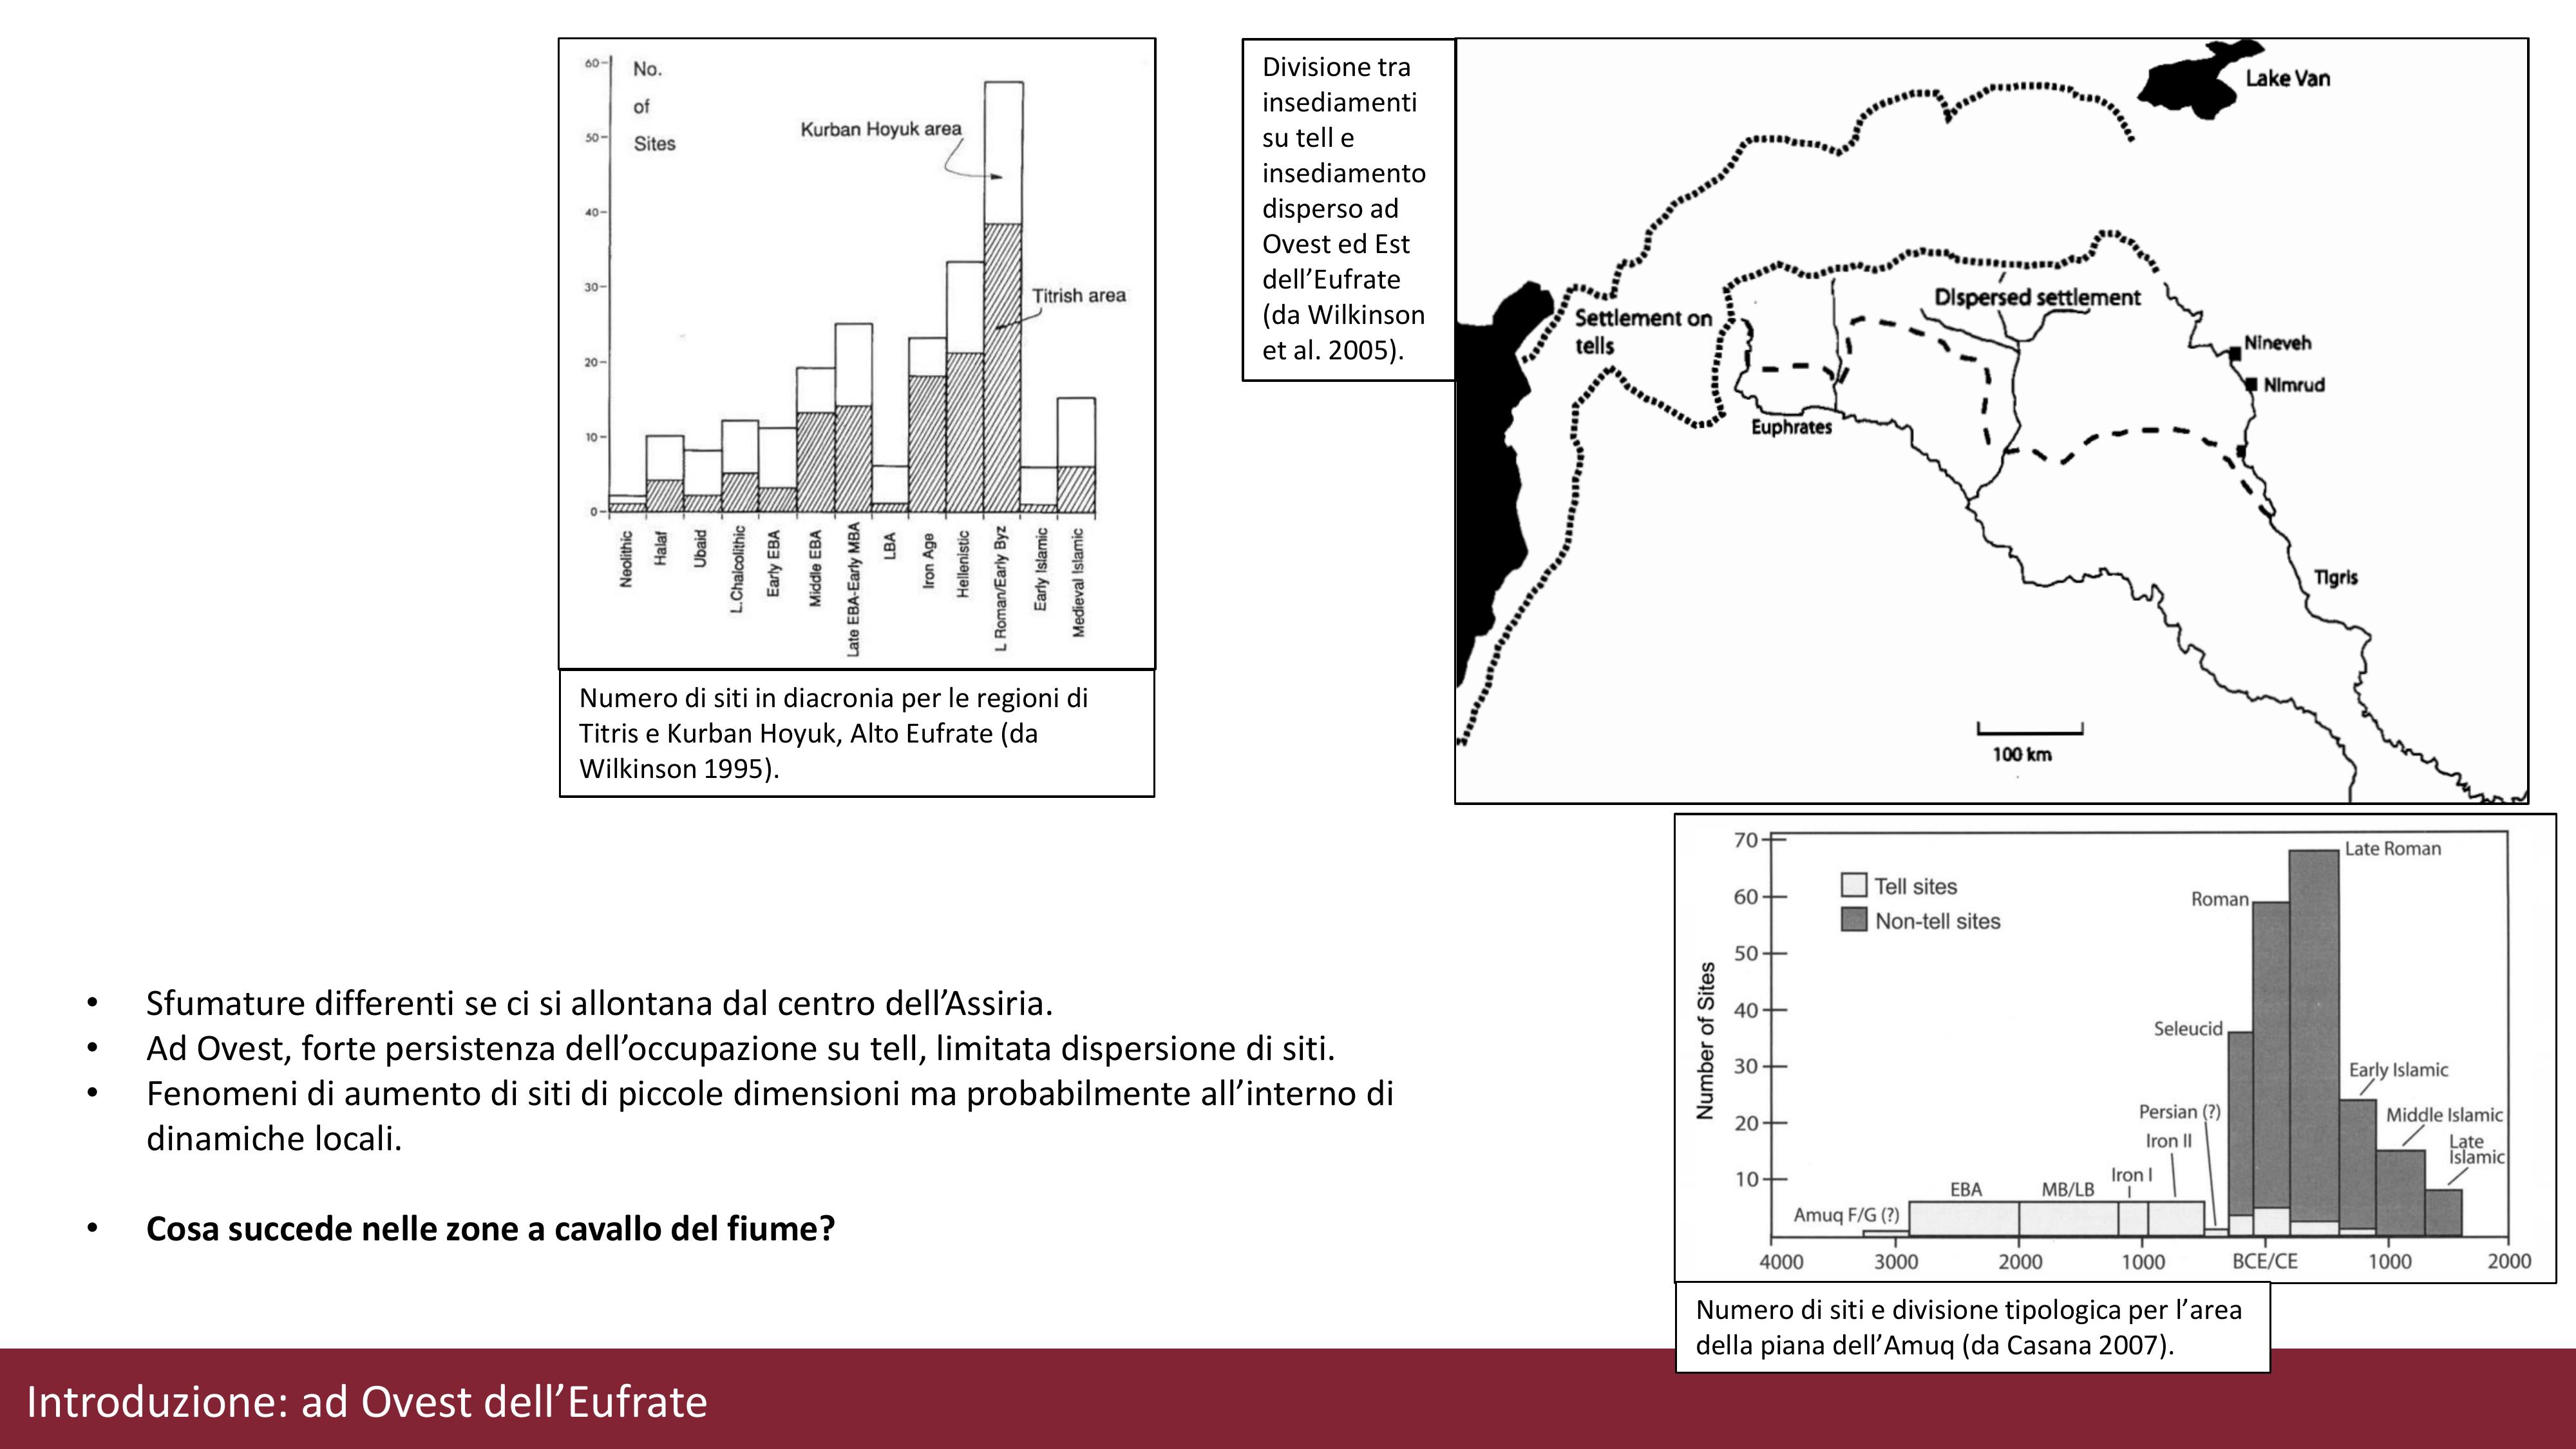 60
50
40
30
20
10
0
No.
of
Sites
Kurban Hoyuk area
Titrish area
Neolithic
Halaf
Ubaid
L.Chalcolithic
Early EBA
Middle EBA
Late EBA-Early MBA
LBA
Iron Age
Hellenistic
L Roman/Early Byz
Early Islamic
Medieval Islamic
Numero di siti in diacronia per le regioni di
Titris e Kurban Hoyuk, Alto Eufrate (da
Wilkinson 1995).
Divisione tra
insediamenti
su tell e
insediamento
disperso ad
Ovest ed Est
dell’Eufrate
(da Wilkinson
et al. 2005).
Lake Van
Settlement on
tells
Dispersed settlement
Nineveh
Nimrud
Euphrates
Tigris
100 km
70
60
50
40
30
20
10
Number of Sites
Tell sites
Non-tell sites
Late Roman
Roman
Seleucid
Early Islamic
Persian (?)
Middle Islamic
Iron II
Late
Islamic
Iron I
EBA
MB/LB
Amuq F/G (?)
4000
3000
2000
1000
BCE/CE
1000
2000
Numero di siti e divisione tipologica per l’area
della piana dell’Amuq (da Casana 2007).
• Sfumature differenti se ci si allontana dal centro dell’Assiria.
• Ad Ovest, forte persistenza dell’occupazione su tell, limitata dispersione di siti.
• Fenomeni di aumento di siti di piccole dimensioni ma probabilmente all’interno di
dinamiche locali.
• Cosa succede nelle zone a cavallo del fiume?
Introduzione: ad Ovest dell’Eufrate